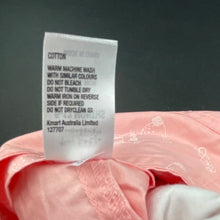 COTTON
WARM MACHINE WASH
WITH SIMILAR COLOURS
DO NOT BLEACH
DO NOT TUMBLE DRY
WARM IRON ON REVERSE
SIDE IF REQUIRED
DO NOT DRYCLEAN
Kmart Australia Limited
127707